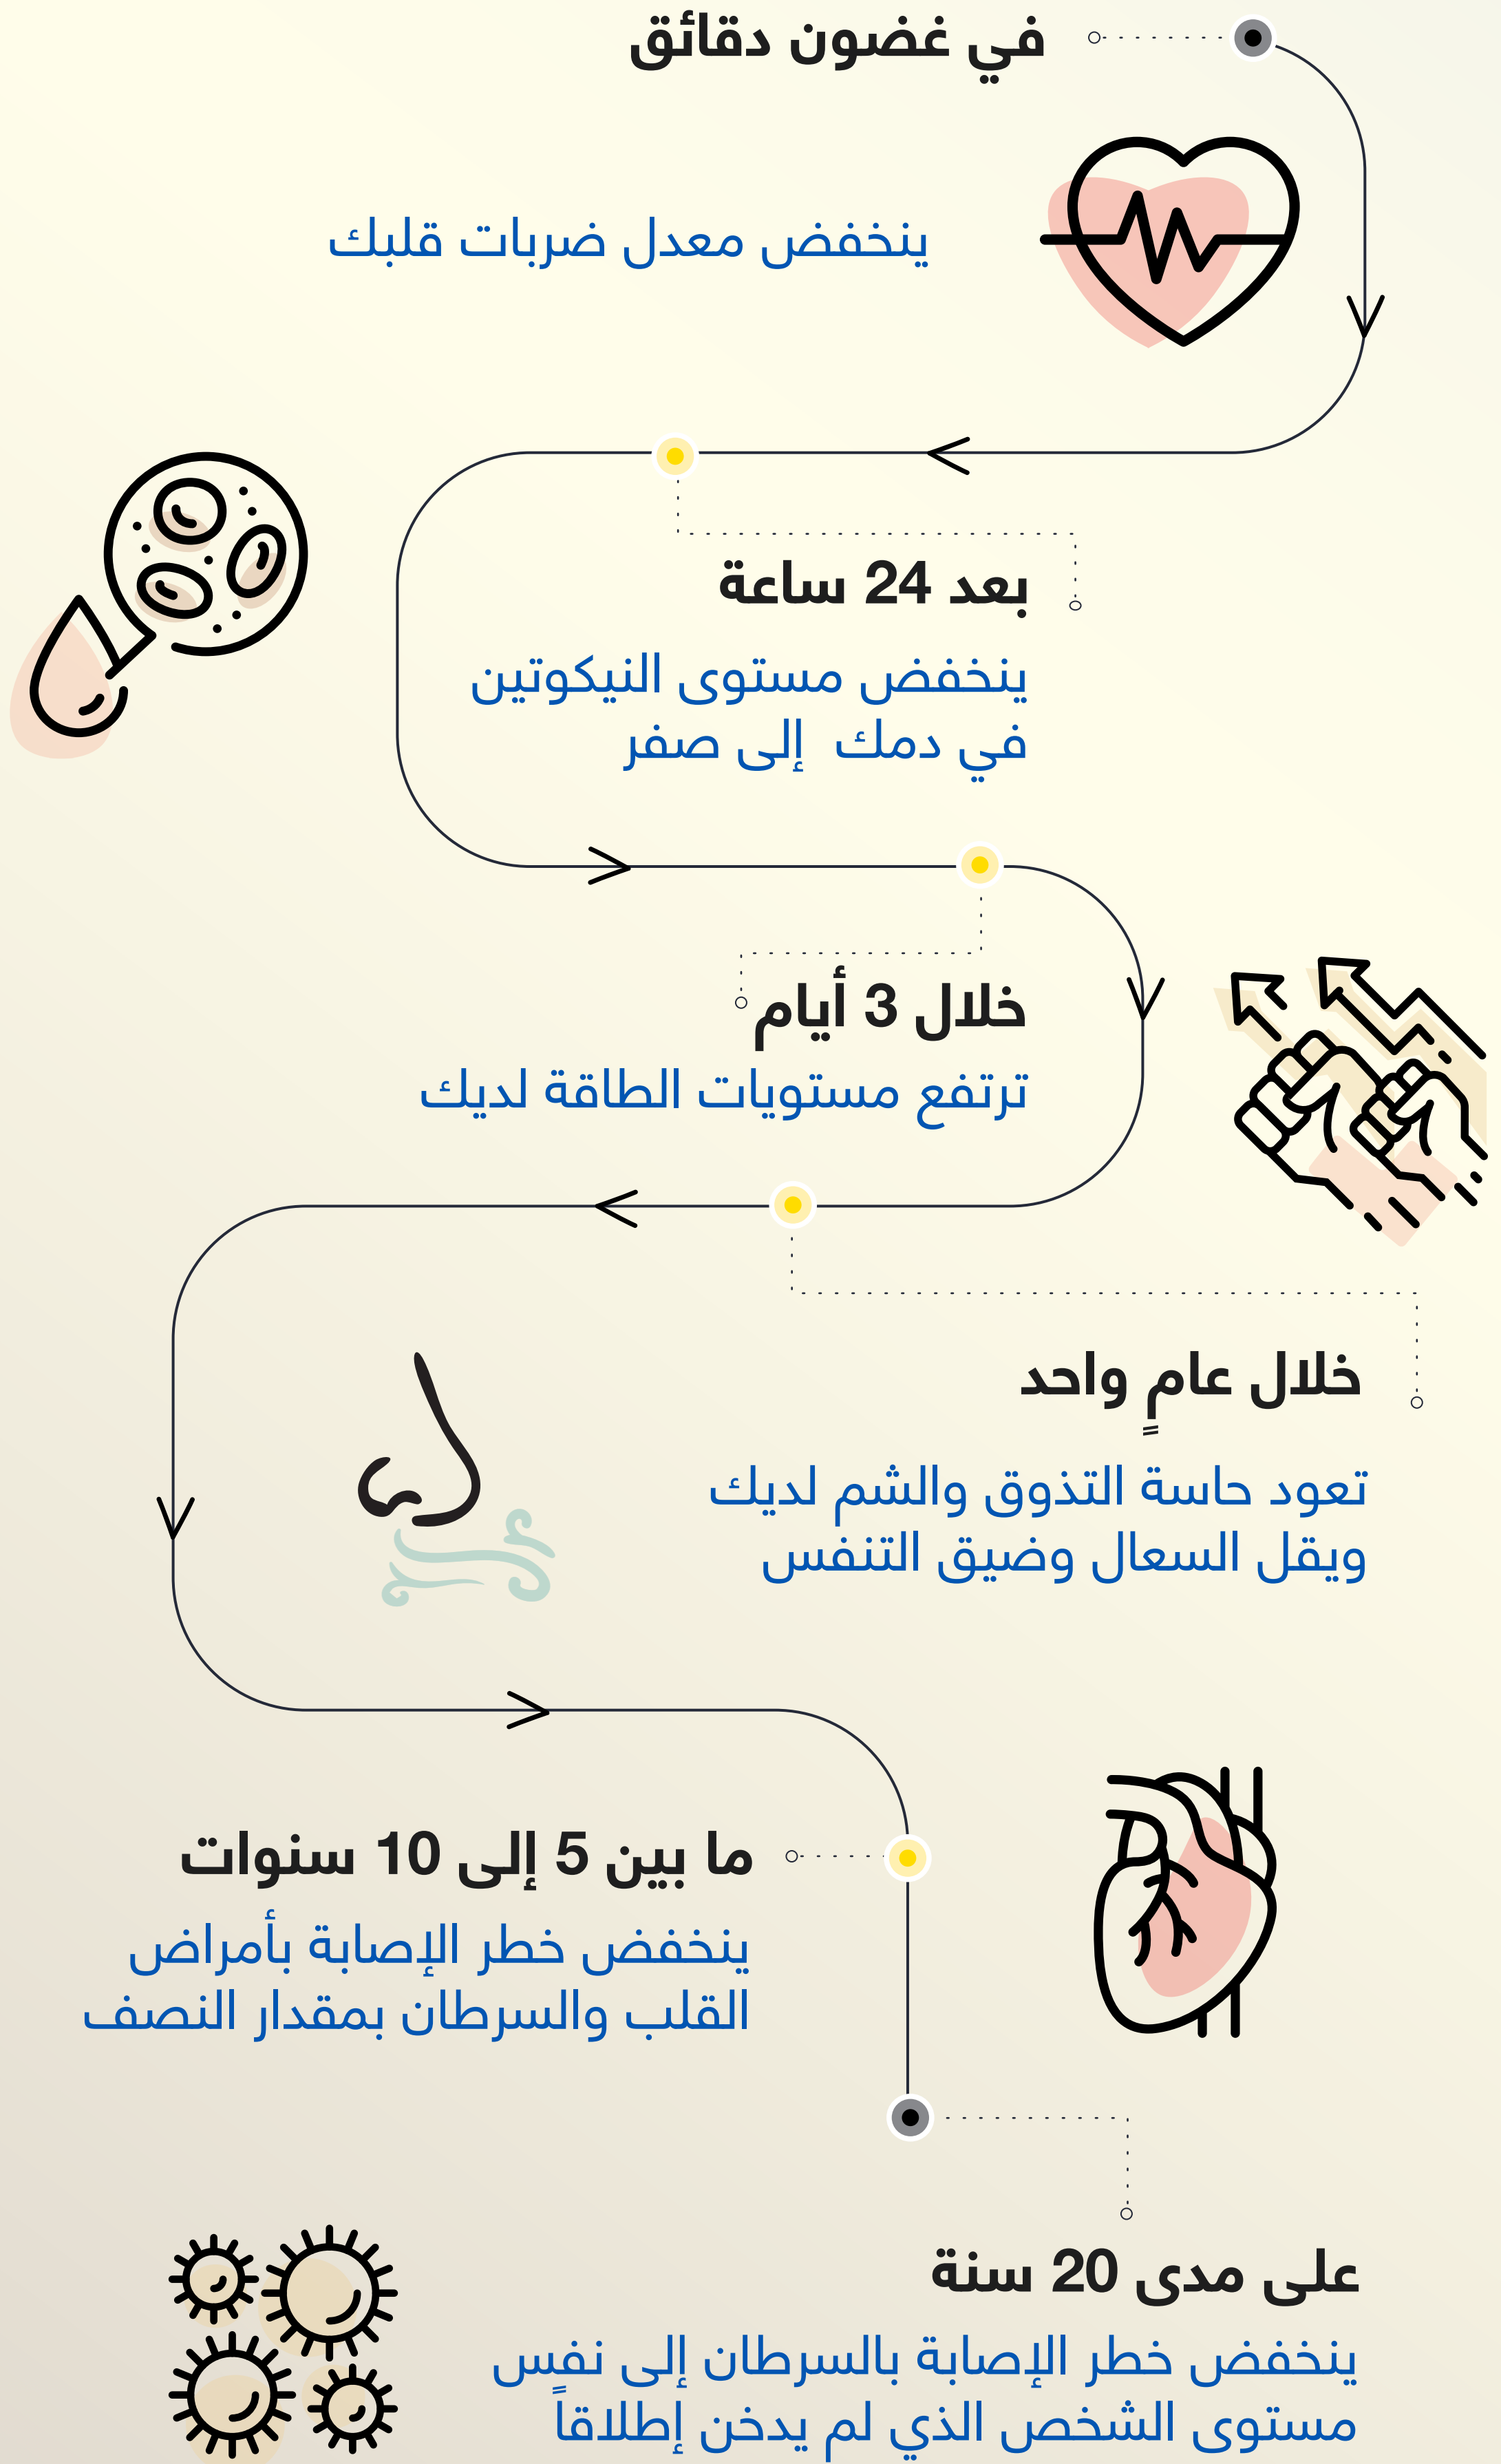 في غضون دقائق
ينخفض معدل ضربات قلبك
بعد 24 ساعة
ينخفض مستوى النيكوتين
في دمك إلى صفر
خلال 3 أيام
ترتفع مستويات الطاقة لديك
خلال عامٍ واحد
تعود حاسة التذوق والشم لديك
ويقل السعال وضيق التنفس
ما بين 5 إلى 10 سنوات
ينخفض خطر الإصابة بأمراض
القلب والسرطان بمقدار النصف
على مدى 20 سنة
ينخفض خطر الإصابة بالسرطان إلى نفس
مستوى الشخص الذي لم يدخن إطلاقاً